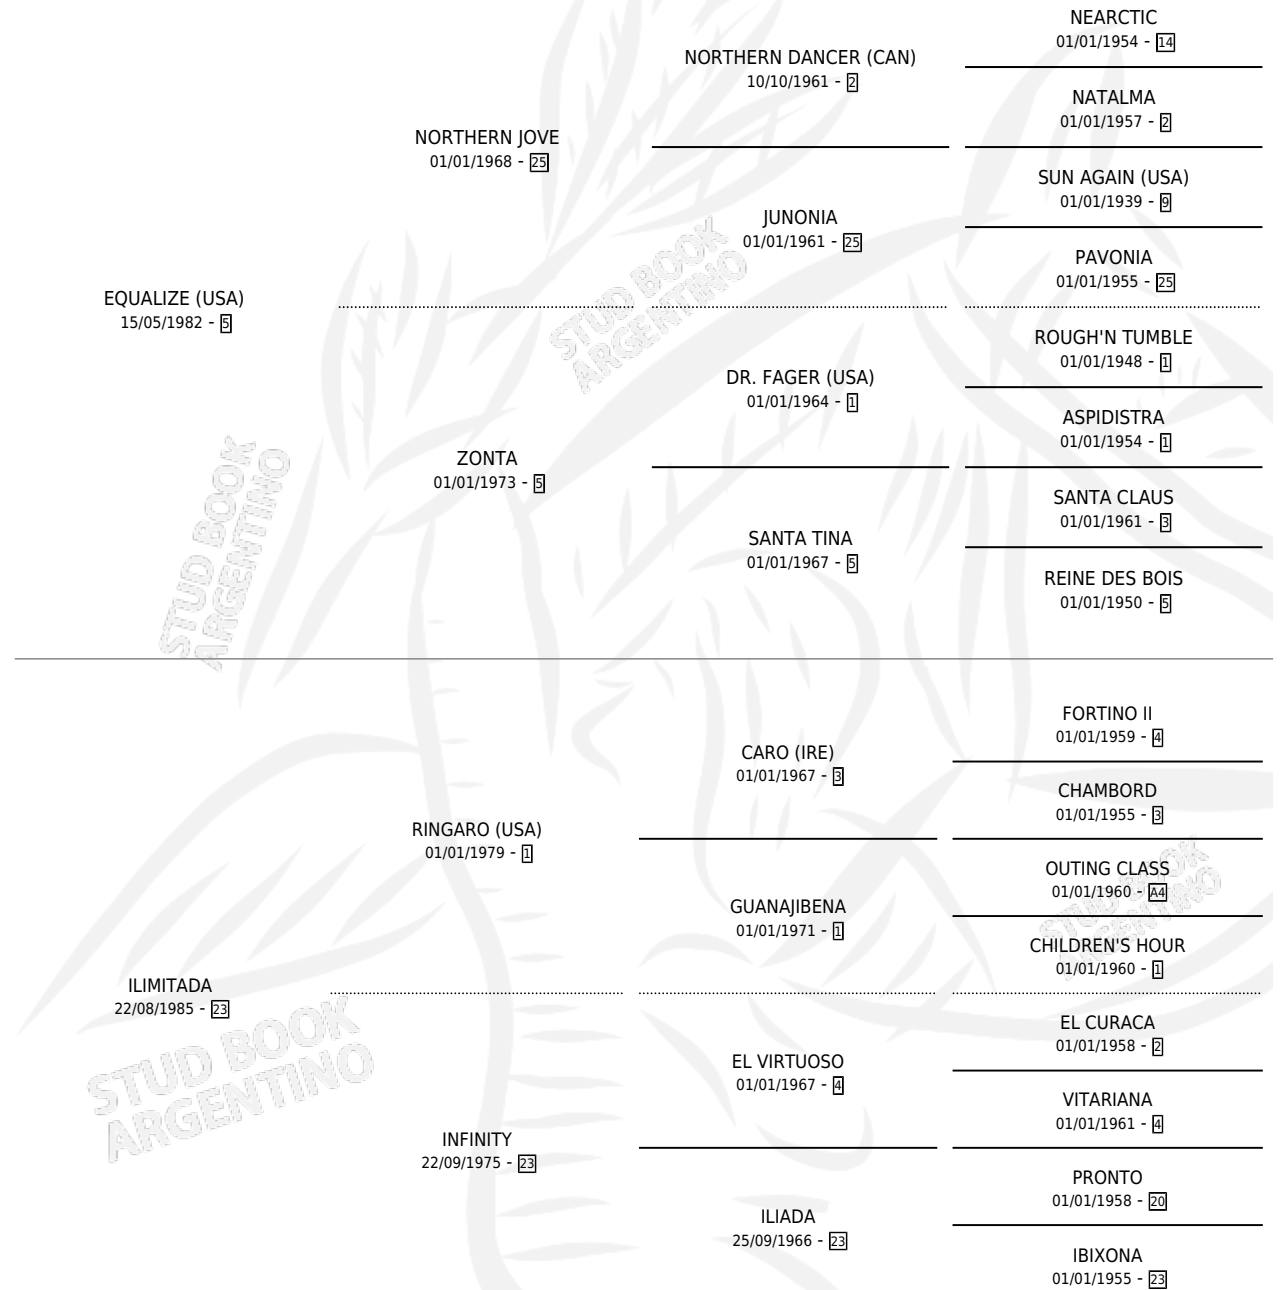 NEARCTIC
01/01/1954 - 14
NORTHERN DANCER (CAN)
10/10/1961 - 2
NATALMA
01/01/1957 - 2
NORTHERN JOVE
01/01/1968 - 25
SUN AGAIN (USA)
01/01/1939 - 9
JUNONIA
01/01/1961 - 25
PAVONIA
01/01/1955 - 25
EQUALIZE (USA)
15/05/1982 - 5
STUD BOOK
ARGENTINO
ROUGH'N TUMBLE
01/01/1948 - 1
DR. FAGER (USA)
01/01/1964 - 1
ASPIDISTRA
01/01/1954 - 1
ZONTA
01/01/1973 - 5
SANTA CLAUS
01/01/1961 - 3
SANTA TINA
01/01/1967 - 5
REINE DES BOIS
01/01/1950 - 5
STUD BOOK
ARGENTINO
FORTINO II
01/01/1959 - 4
CARO (IRE)
01/01/1967 - 3
CHAMBORD
01/01/1955 - 3
RINGARO (USA)
01/01/1979 - 1
OUTING CLASS
01/01/1960 - A4
GUANAJIBENA
01/01/1971 - 1
CHILDREN'S HOUR
01/01/1960 - 1
STUD BOOK
ARGENTINO
ILIMITADA
22/08/1985 - 23
EL CURACA
01/01/1958 - 2
EL VIRTUOSO
01/01/1967 - 4
VITARIANA
01/01/1961 - 4
STUD BOOK
ARGENTINO
INFINITY
22/09/1975 - 23
PRONTO
01/01/1958 - 20
ILIADA
25/09/1966 - 23
IBIXONA
01/01/1955 - 23